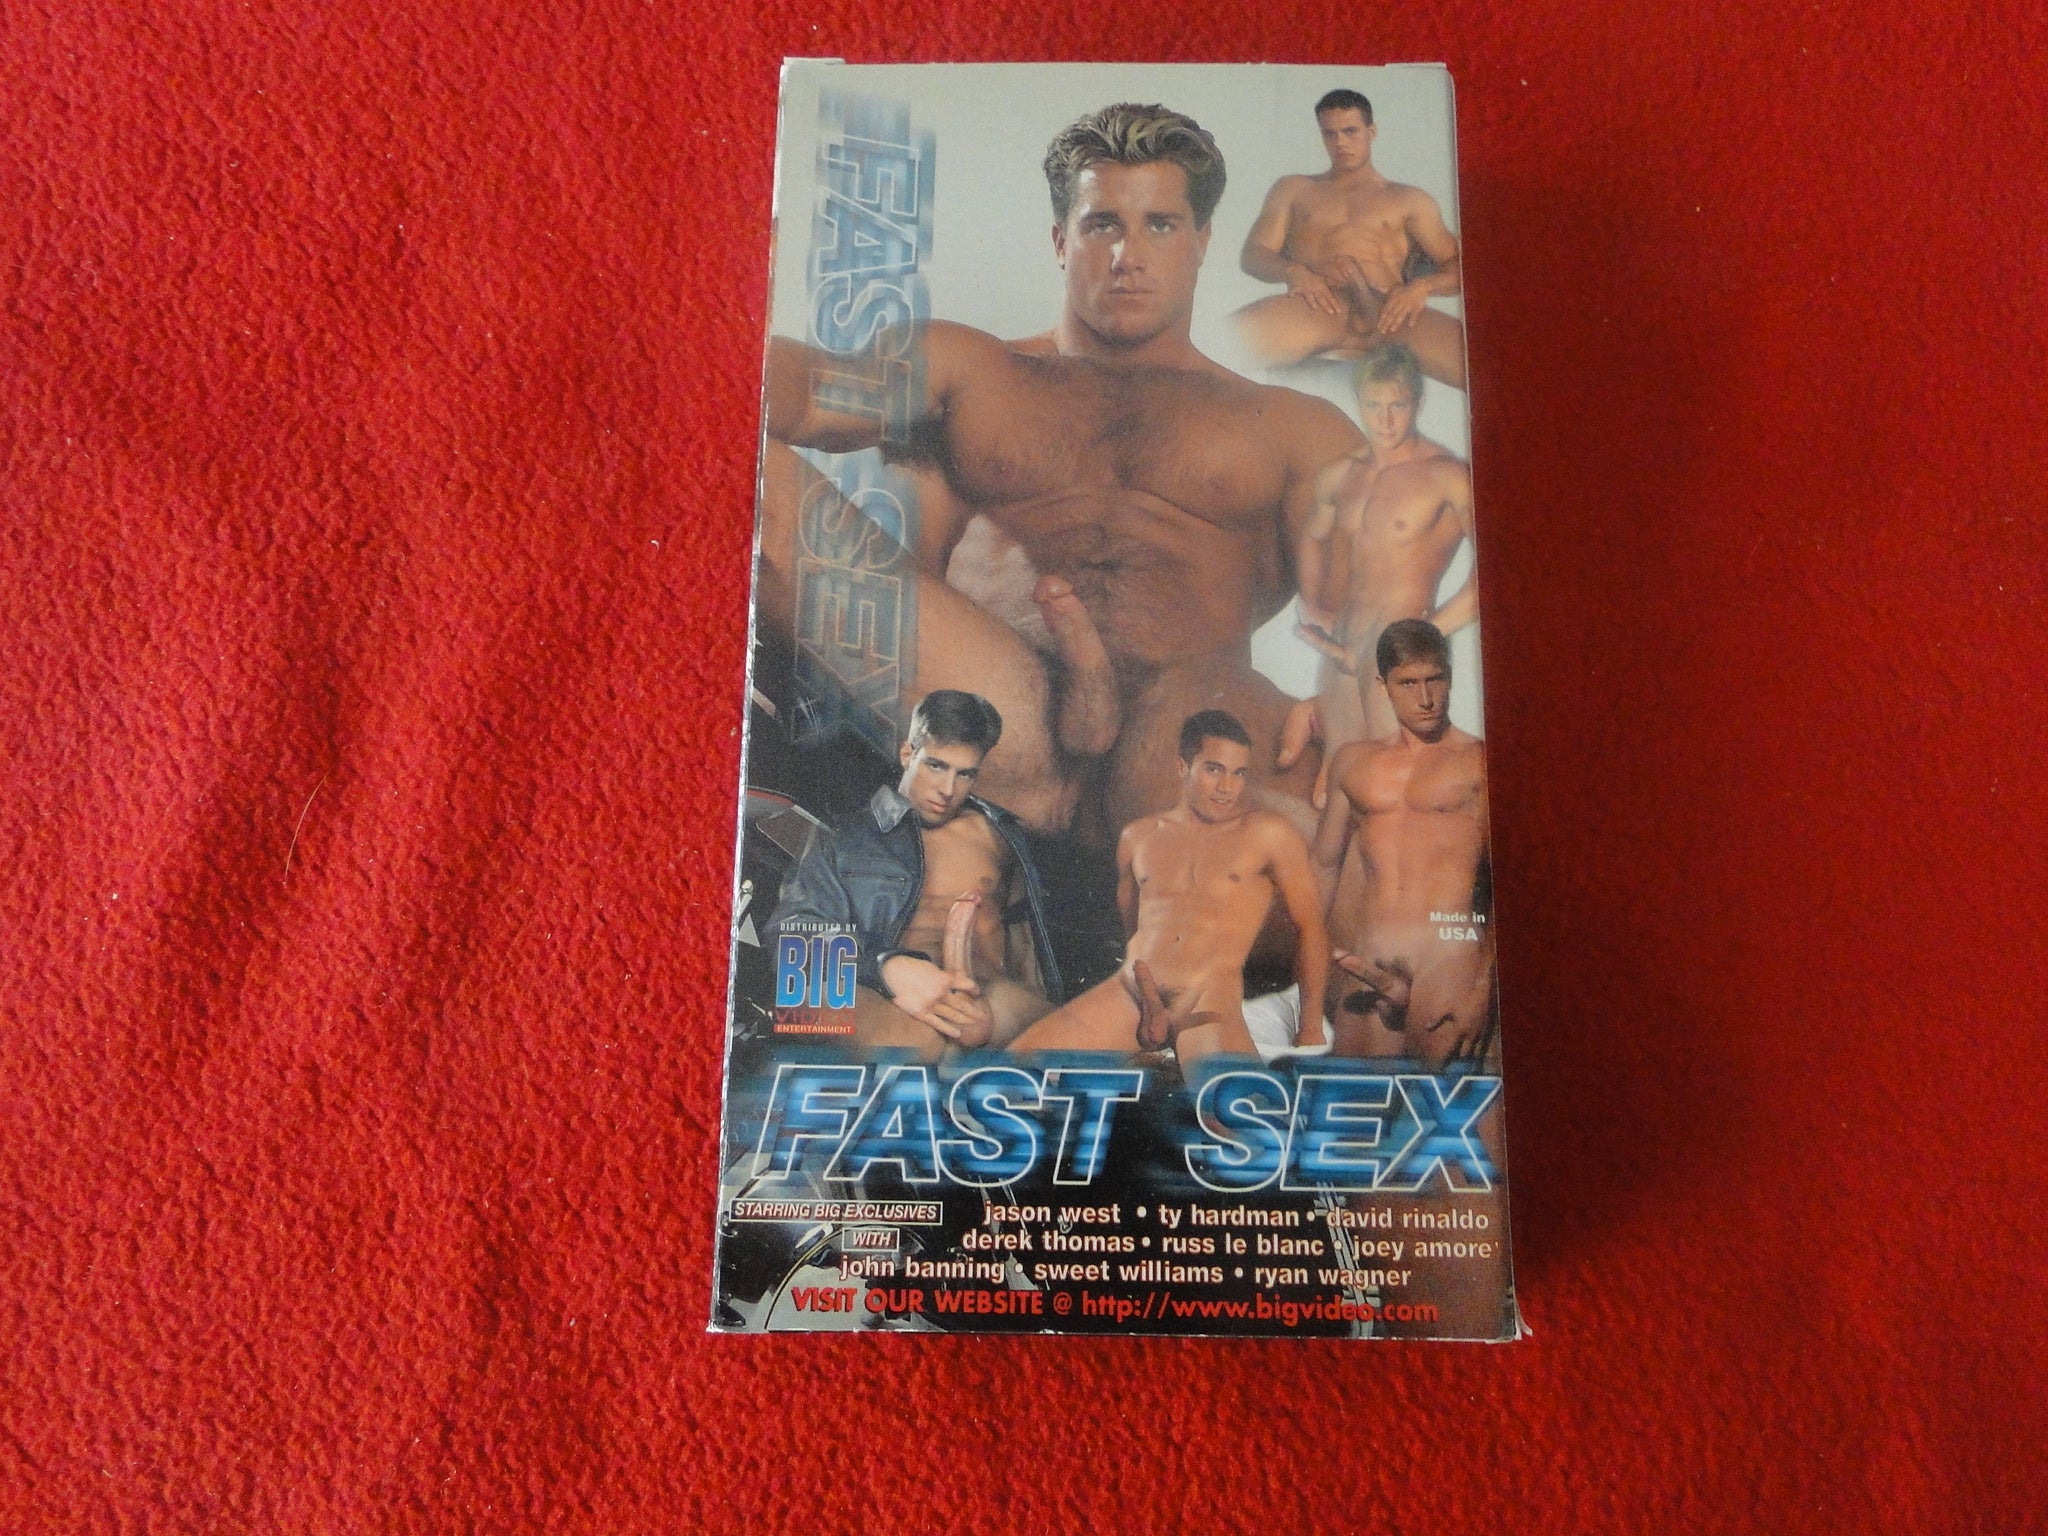 FAST SEX
Made in
USA
DISTRIBUTED BY
BIG
VIDEO
ENTERTAINMENT
FAST SEX
STARRING BIG EXCLUSIVES jason west • ty hardman • david rinaldo
WITH derek thomas • russ le blanc • joey amore
john banning • sweet williams • ryan wagner
VISIT OUR WEBSITE @ http://www.bigvideo.com